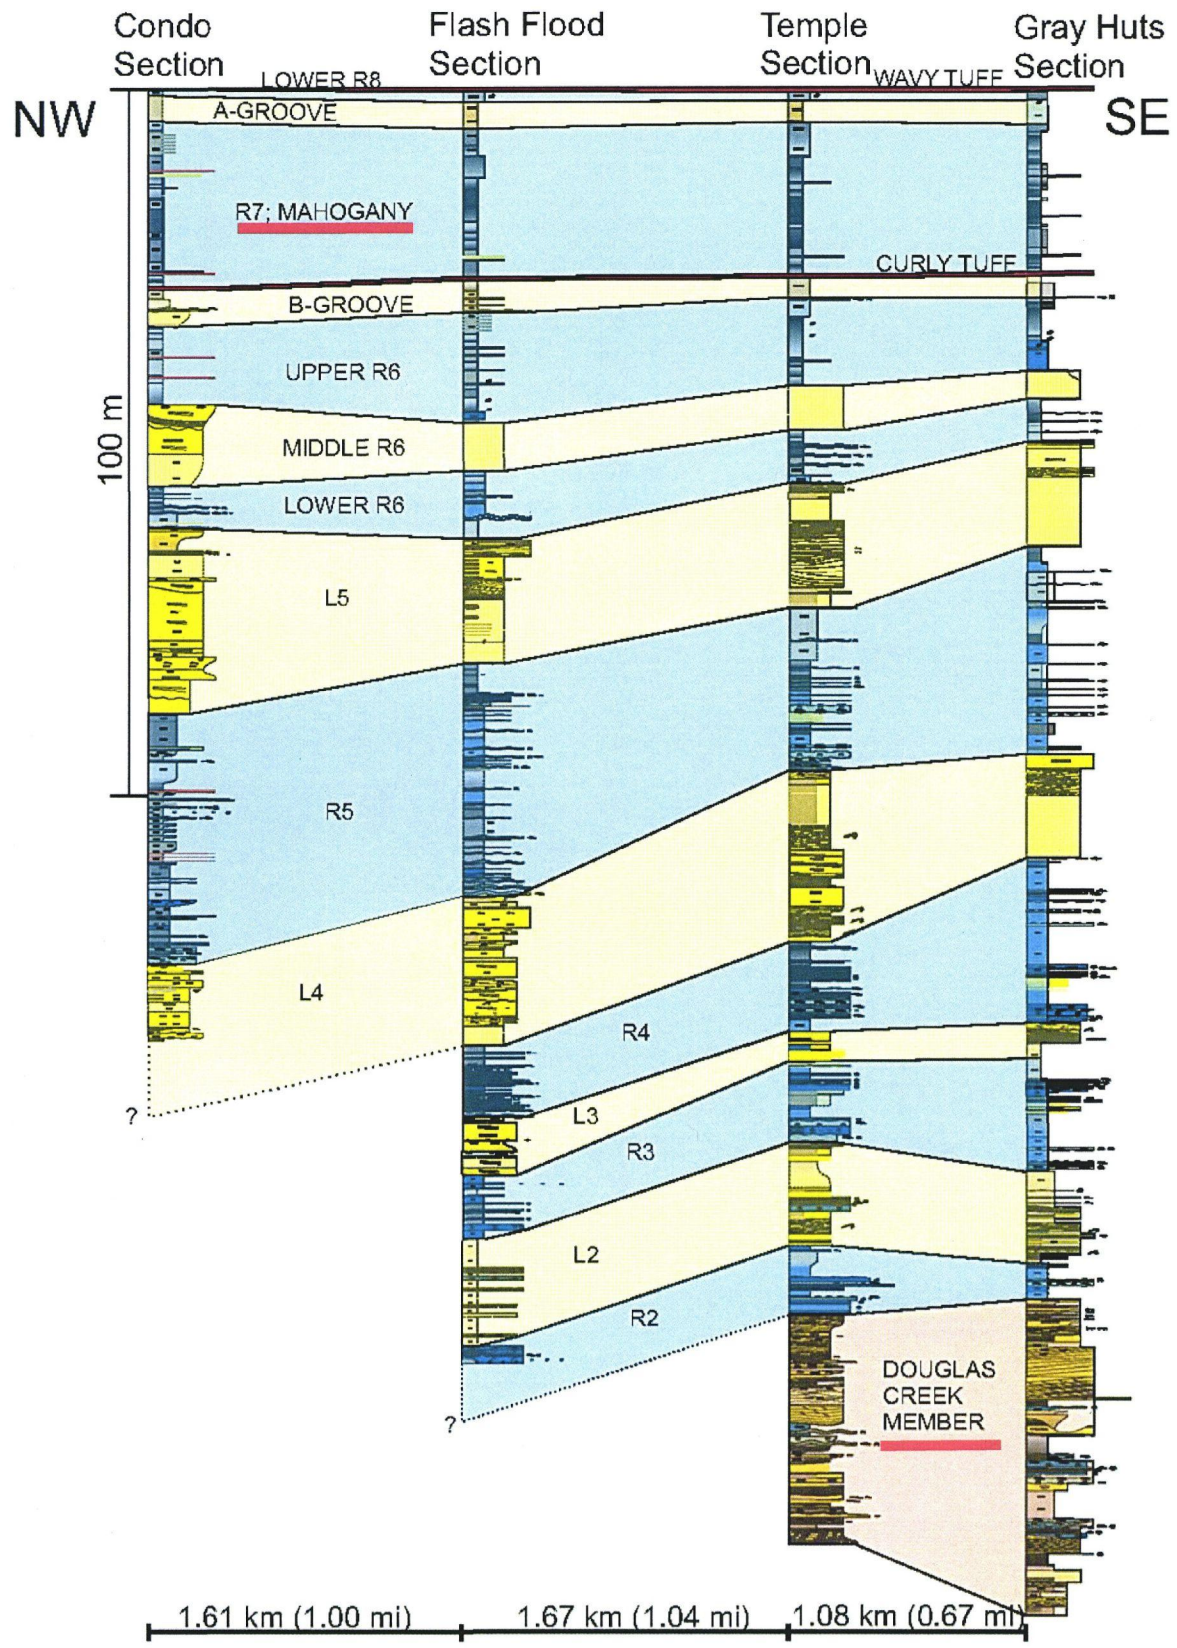 Condo
Section
Flash Flood
Section
Temple
Section
Gray Huts
Section
NW
SE
LOWER R8
WAVY TUFF
A-GROOVE
R7; MAHOGANY
CURLY TUFF
B-GROOVE
UPPER R6
MIDDLE R6
LOWER R6
100 m
L5
R5
L4
R4
L3
R3
L2
R2
?
?
DOUGLAS
CREEK
MEMBER
1.61 km (1.00 mi)
1.67 km (1.04 mi)
1.08 km (0.67 mi)